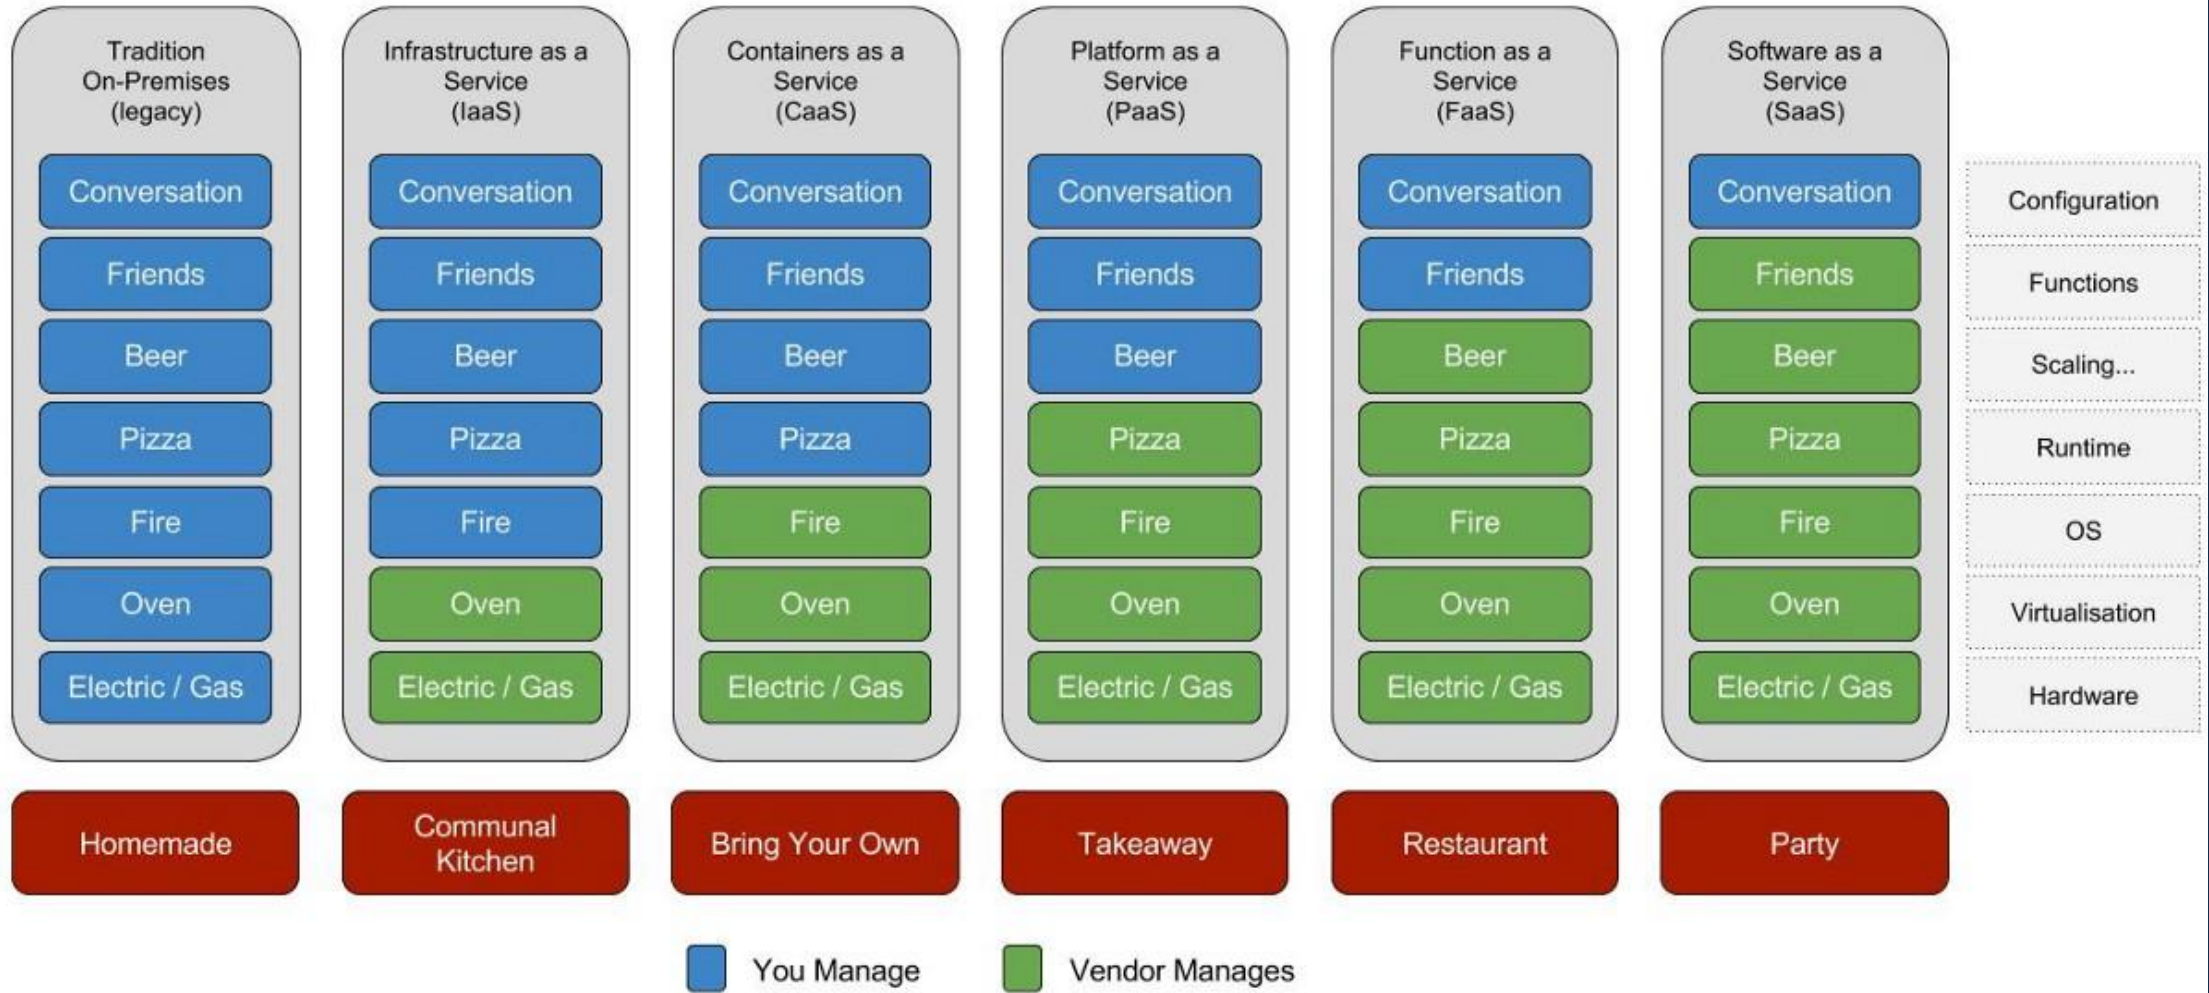 Tradition
On-Premises
(legacy)
Conversation
Friends
Beer
Pizza
Fire
Oven
Electric / Gas
Homemade
Infrastructure as a
Service
(IaaS)
Conversation
Friends
Beer
Pizza
Fire
Oven
Electric / Gas
Communal
Kitchen
Containers as a
Service
(CaaS)
Conversation
Friends
Beer
Pizza
Fire
Oven
Electric / Gas
Bring Your Own
Platform as a
Service
(PaaS)
Conversation
Friends
Beer
Pizza
Fire
Oven
Electric / Gas
Takeaway
Function as a
Service
(FaaS)
Conversation
Friends
Beer
Pizza
Fire
Oven
Electric / Gas
Restaurant
Software as a
Service
(SaaS)
Conversation
Friends
Beer
Pizza
Fire
Oven
Electric / Gas
Party
Configuration
Functions
Scaling...
Runtime
OS
Virtualisation
Hardware
You Manage
Vendor Manages